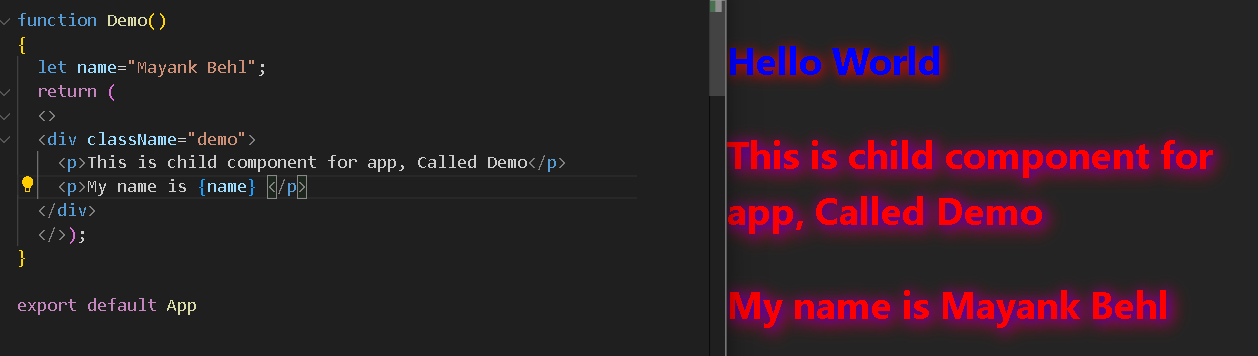 function Demo()
{
let name="Mayank Behl";
return (
<>
<div className="demo">
<p>This is child component for app, Called Demo</p>
<p>My name is {name} </p>
</div>
</>);
}
export default App
Hello World
This is child component for
app, Called Demo
My name is Mayank Behl